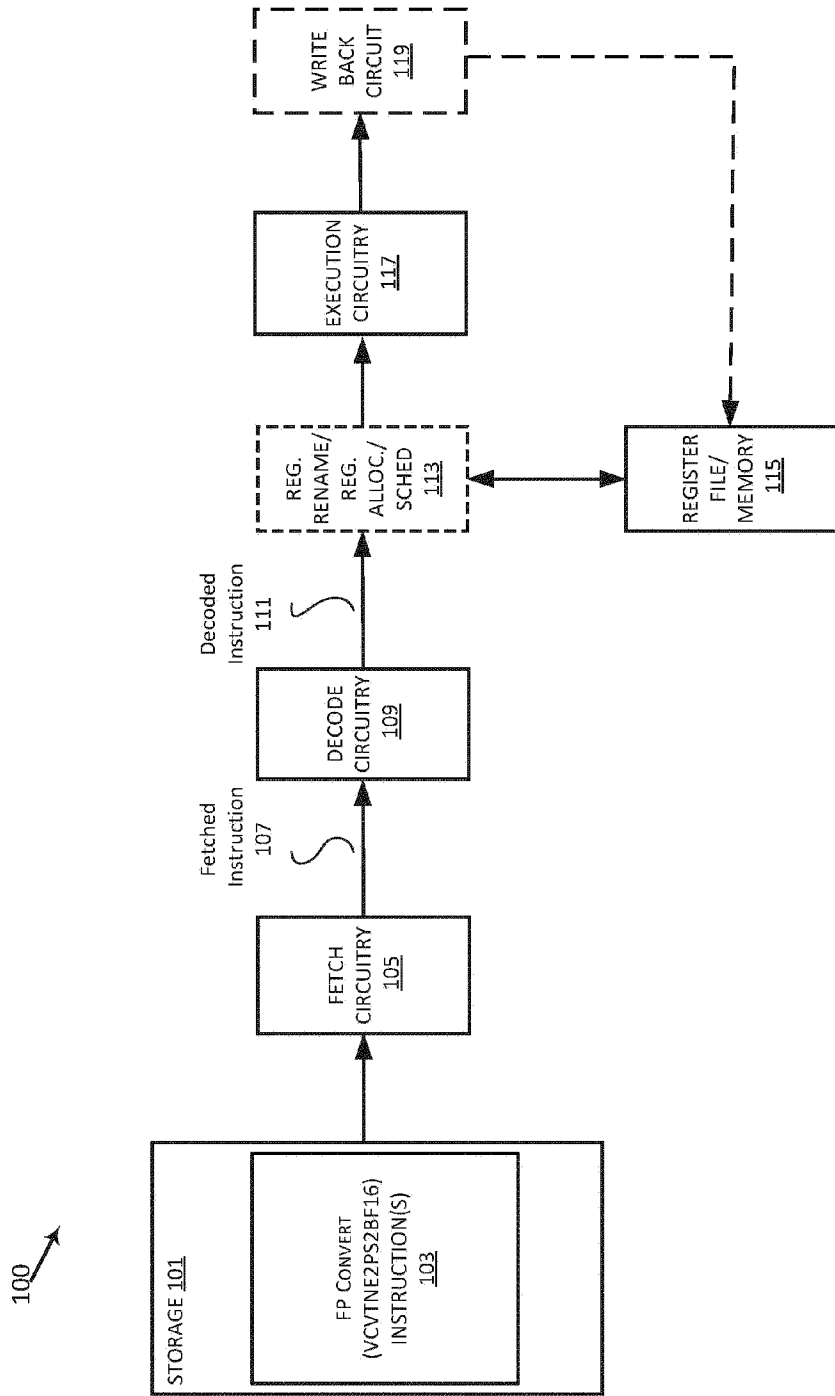 100
STORAGE 101
FP CONVERT
(VCVTNE2PS2BF16)
INSTRUCTION(S)
103
FETCH
CIRCUITRY
105
Fetched
Instruction
107
DECODE
CIRCUITRY
109
Decoded
Instruction
111
REG.
RENAME/
REG.
ALLOC./
SCHED
113
REGISTER
FILE/
MEMORY
115
EXECUTION
CIRCUITRY
117
WRITE
BACK
CIRCUIT
119